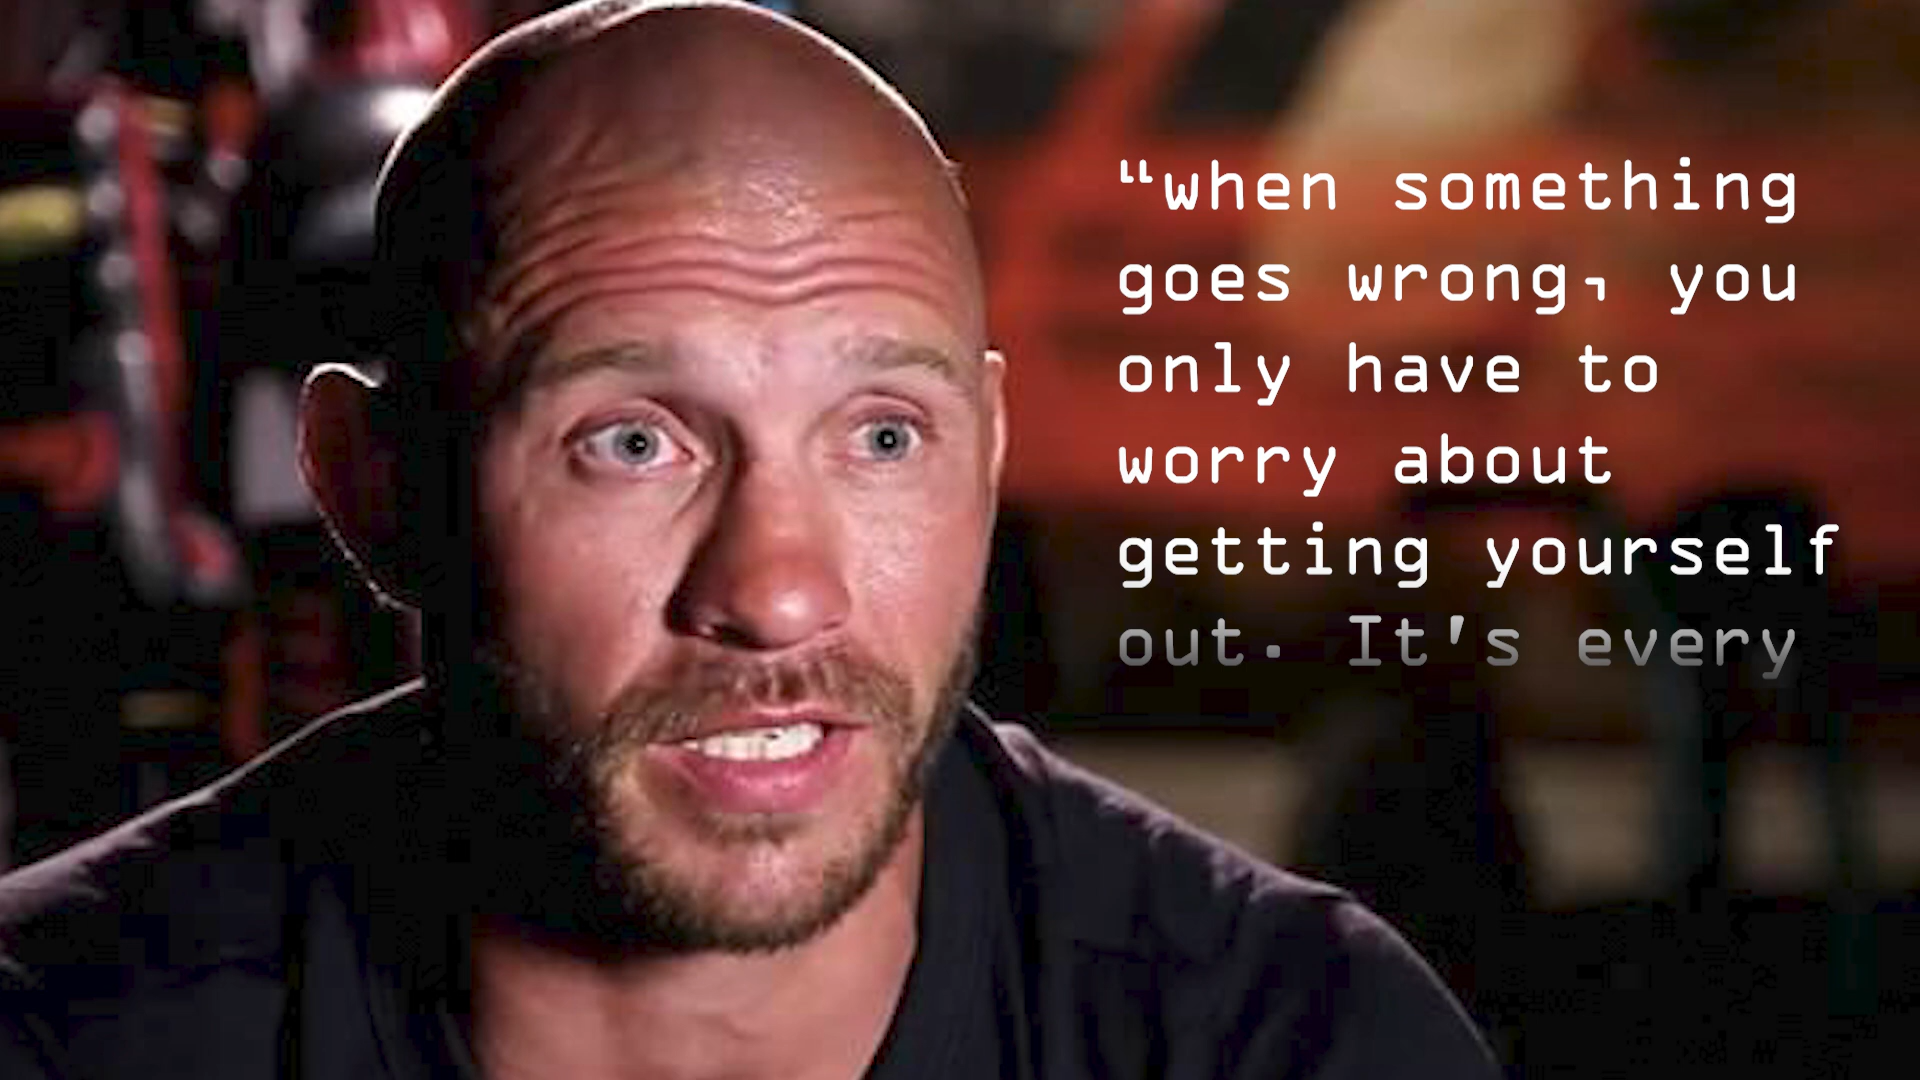 “when something
goes wrong, you
only have to
worry about
getting yourself
out. It's every